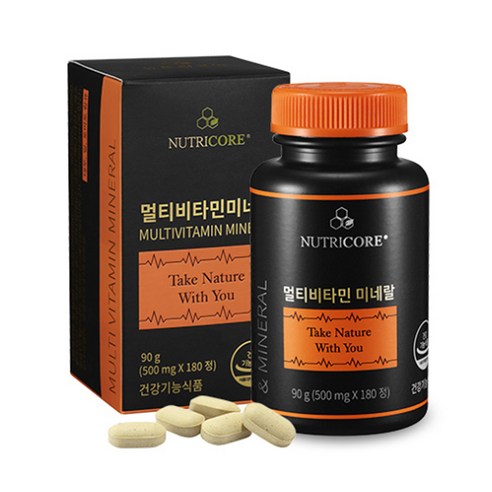 NUTRICORE®
멀티비타민미네
MULTIVITAMIN MINE
Take Nature
With You
90 g
(500 mg X 180 정)
건강기능식품
MULTI VITAMIN MINERAL
NUTRICORE®
멀티비타민 미네랄
Take Nature
With You
90 g (500 mg X 180 정)
& MINERAL